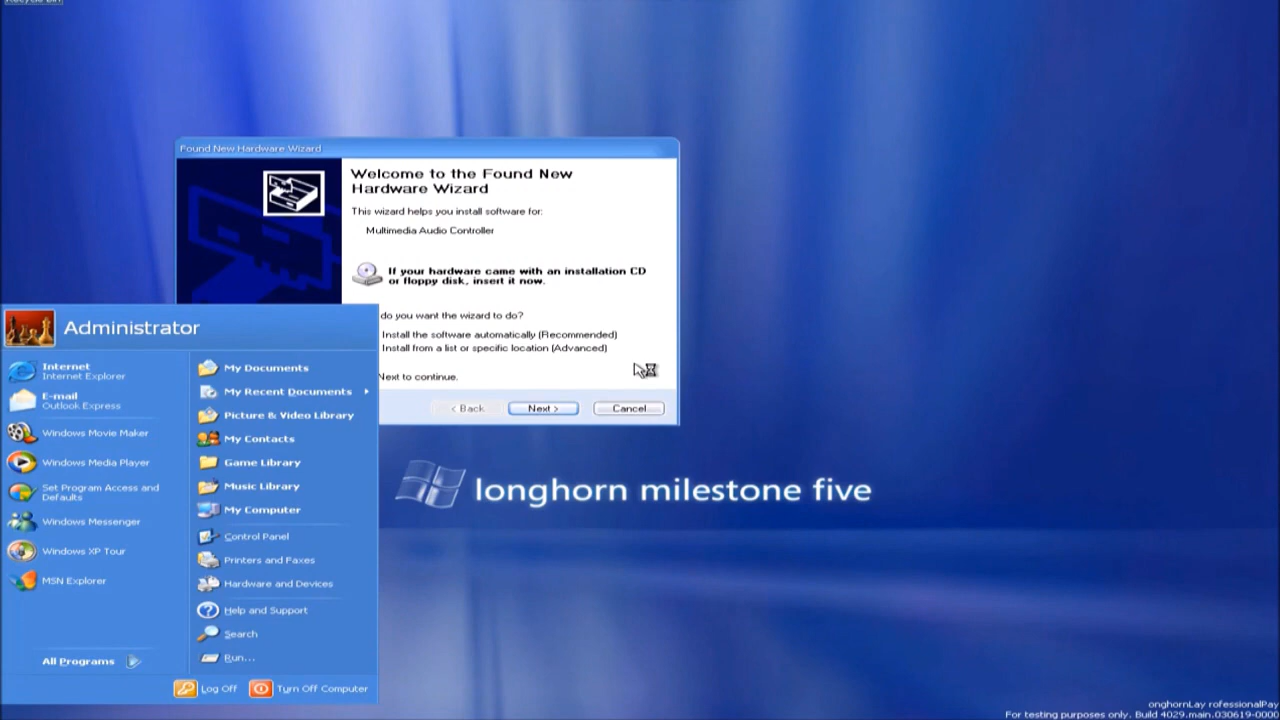 Recycle Bin
Found New Hardware Wizard
Welcome to the Found New
Hardware Wizard
This wizard helps you install software for:
Multimedia Audio Controller
If your hardware came with an installation CD
or floppy disk, insert it now.
do you want the wizard to do?
Install the software automatically (Recommended)
Install from a list or specific location (Advanced)
Next to continue.
< Back
Next >
Cancel
Administrator
Internet
Internet Explorer
E-mail
Outlook Express
Windows Movie Maker
Windows Media Player
Set Program Access and
Defaults
Windows Messenger
Windows XP Tour
MSN Explorer
All Programs
My Documents
My Recent Documents
Picture & Video Library
My Contacts
Game Library
Music Library
My Computer
Control Panel
Printers and Faxes
Hardware and Devices
Help and Support
Search
Run...
Log Off
Turn Off Computer
longhorn milestone five
onghornLay rofessionalPay
For testing purposes only. Build 4029.main.030619-0000